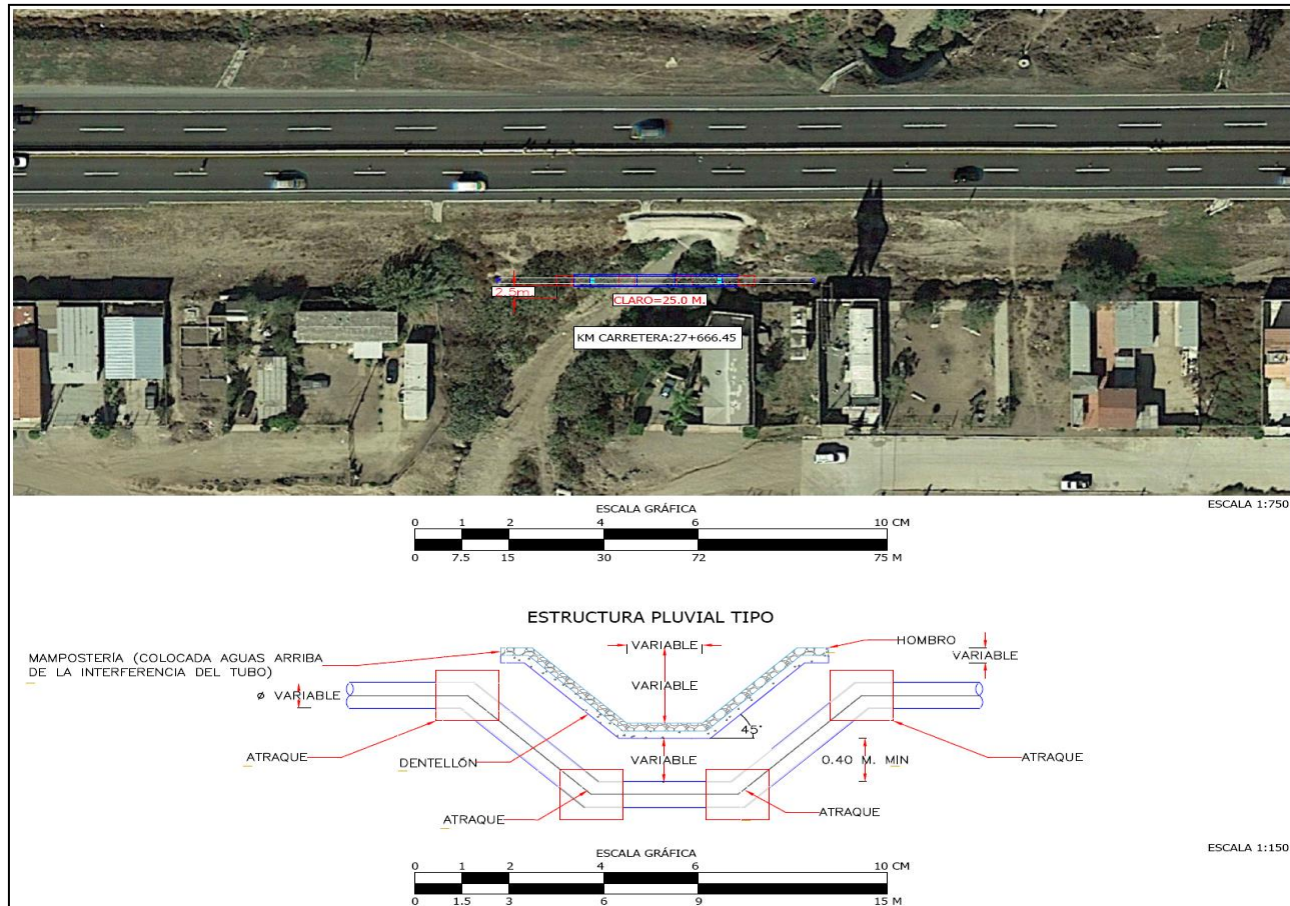 2.5m
CLARO=25.0 M.
KM CARRETERA:27+666.45
ESCALA 1:750
ESCALA GRÁFICA
0 1 2 4 6 10 CM
0 7.5 15 30 72 75 M
ESTRUCTURA PLUVIAL TIPO
VARIABLE
HOMBRO
VARIABLE
MAMPOSTERÍA (COLOCADA AGUAS ARRIBA
DE LA INTERFERENCIA DEL TUBO)
VARIABLE
ø VARIABLE
45°
ATRAQUE
DENTELLÓN
VARIABLE
0.40 M. MIN
ATRAQUE
ATRAQUE
ATRAQUE
ESCALA 1:150
ESCALA GRÁFICA
0 1 2 4 6 10 CM
0 1.5 3 6 9 15 M